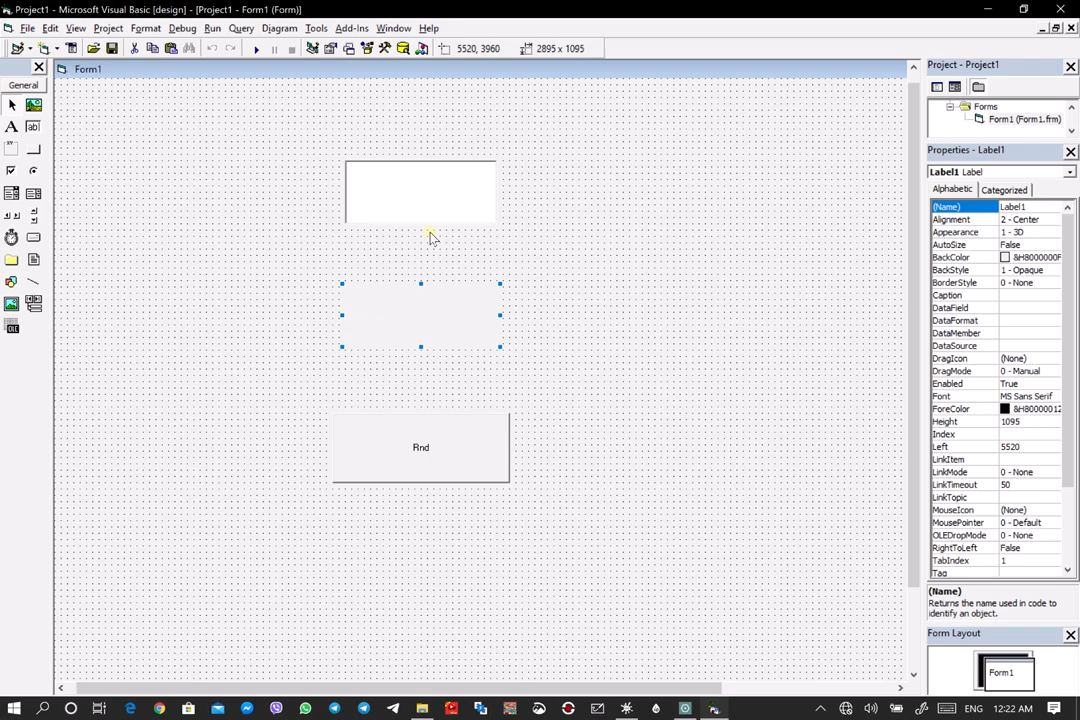 Project1 - Microsoft Visual Basic [design] - [Project1 - Form1 (Form)]
File Edit View Project Format Debug Run Query Diagram Tools Add-Ins Window Help
5520, 3960 2895 x 1095
General
A ab|
xy
OLE
Form1
Rnd
Project - Project1
Forms
Form1 (Form1.frm)
Properties - Label1
Label1 Label
Alphabetic Categorized
(Name) Label1
Alignment 2 - Center
Appearance 1 - 3D
AutoSize False
BackColor &H8000000F
BackStyle 1 - Opaque
BorderStyle 0 - None
Caption
DataField
DataFormat
DataMember
DataSource
DragIcon (None)
DragMode 0 - Manual
Enabled True
Font MS Sans Serif
ForeColor &H80000012
Height 1095
Index
Left 5520
LinkItem
LinkMode 0 - None
LinkTimeout 50
LinkTopic
MouseIcon (None)
MousePointer 0 - Default
OLEDropMode 0 - None
RightToLeft False
TabIndex 1
Tag
(Name)
Returns the name used in code to
identify an object.
Form Layout
Form1
ENG 12:22 AM